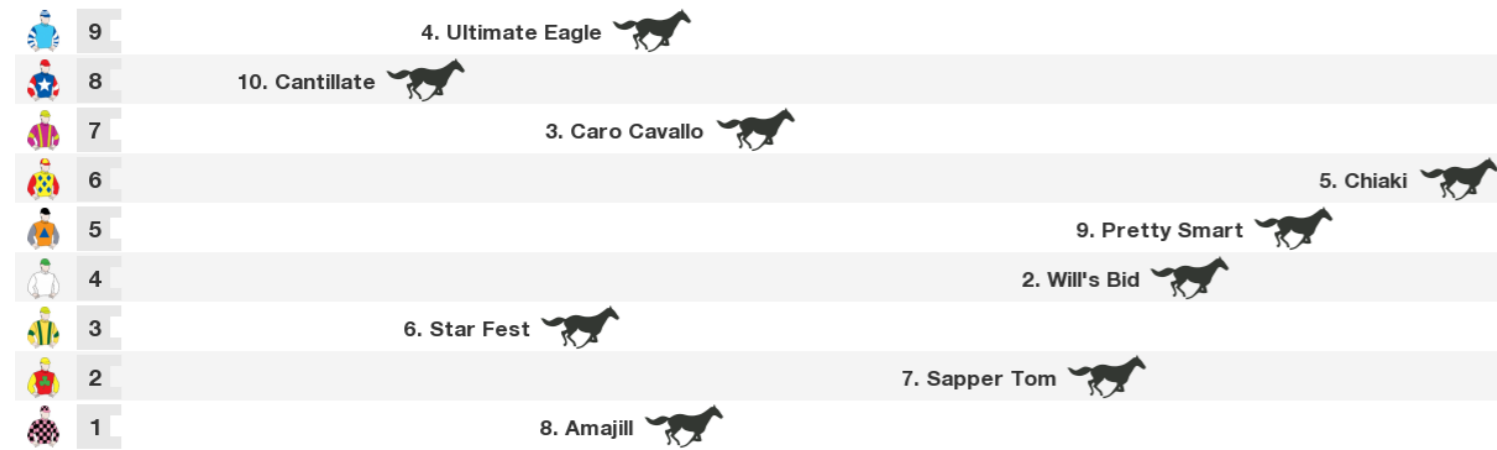 9 4. Ultimate Eagle
8 10. Cantillate
7 3. Caro Cavallo
6 5. Chiaki
5 9. Pretty Smart
4 2. Will's Bid
3 6. Star Fest
2 7. Sapper Tom
1 8. Amajill